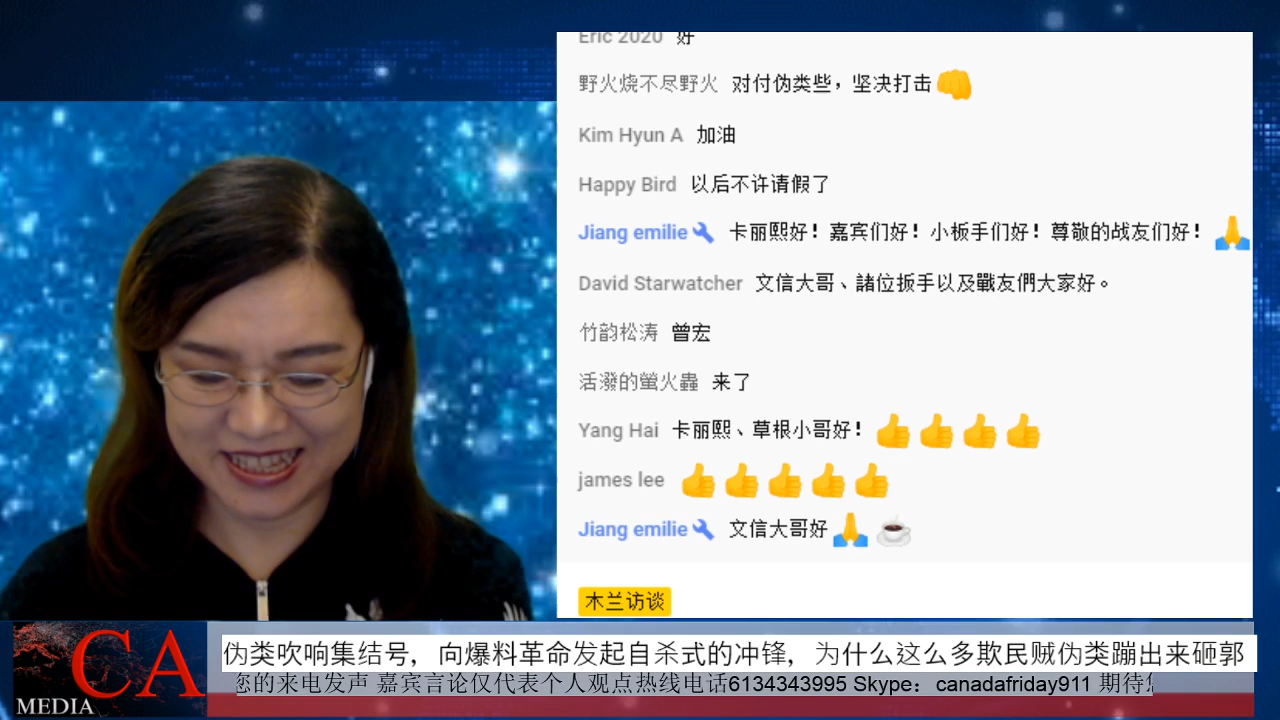 Eric 2020 好
野火烧不尽野火 对付伪类些，坚决打击
Kim Hyun A 加油
Happy Bird 以后不许请假了
Jiang emilie 卡丽熙好！嘉宾们好！小板手们好！尊敬的战友们好！
David Starwatcher 文信大哥、諸位扳手以及戰友們大家好。
竹韵松涛 曾宏
活潑的螢火蟲 来了
Yang Hai 卡丽熙、草根小哥好！
james lee
Jiang emilie 文信大哥好
木兰访谈
伪类吹响集结号，向爆料革命发起自杀式的冲锋，为什么这么多欺民贼伪类蹦出来砸郭
您的来电发声 嘉宾言论仅代表个人观点热线电话6134343995 Skype：canadafriday911 期待
CA
MEDIA